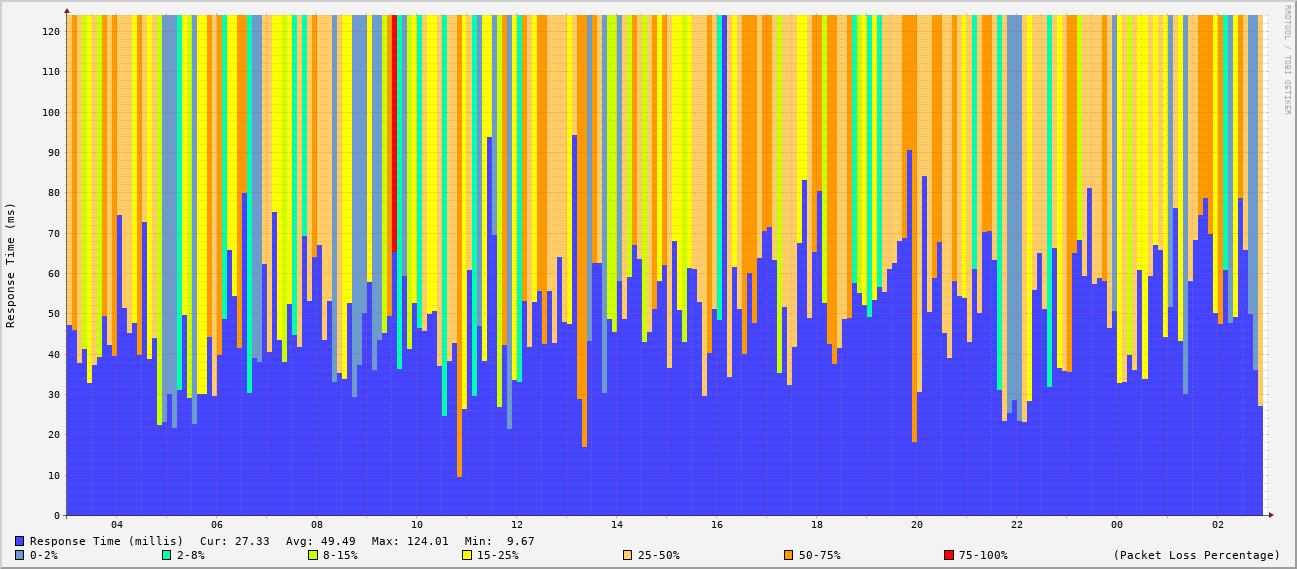 RRDTOOL / TOBI OETIKER
Response Time (ms)
120
110
100
90
80
70
60
50
40
30
20
10
0
04 06 08 10 12 14 16 18 20 22 00 02
Response Time (millis) Cur: 27.33 Avg: 49.49 Max: 124.01 Min: 9.67
0-2% 2-8% 8-15% 15-25% 25-50% 50-75% 75-100% (Packet Loss Percentage)